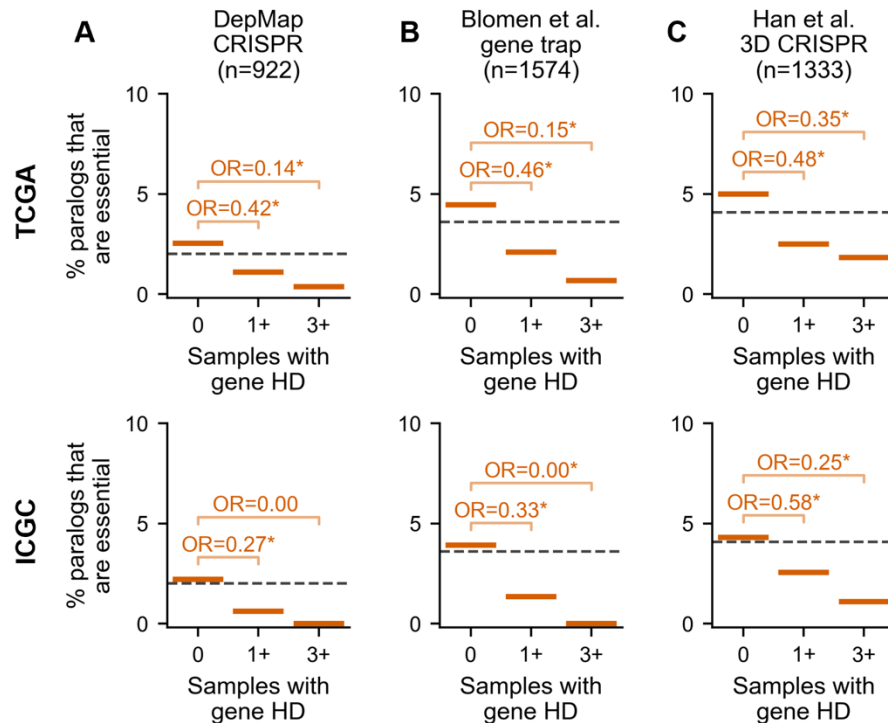 A
DepMap
CRISPR
(n=922)
B
Blomen et al.
gene trap
(n=1574)
C
Han et al.
3D CRISPR
(n=1333)
TCGA
% paralogs that
are essential
10
5
0
OR=0.14*
OR=0.42*
0 1+ 3+
Samples with
gene HD
10
5
0
OR=0.15*
OR=0.46*
0 1+ 3+
Samples with
gene HD
10
5
0
OR=0.35*
OR=0.48*
0 1+ 3+
Samples with
gene HD
ICGC
% paralogs that
are essential
10
5
0
OR=0.00
OR=0.27*
0 1+ 3+
Samples with
gene HD
10
5
0
OR=0.00*
OR=0.33*
0 1+ 3+
Samples with
gene HD
10
5
0
OR=0.25*
OR=0.58*
0 1+ 3+
Samples with
gene HD